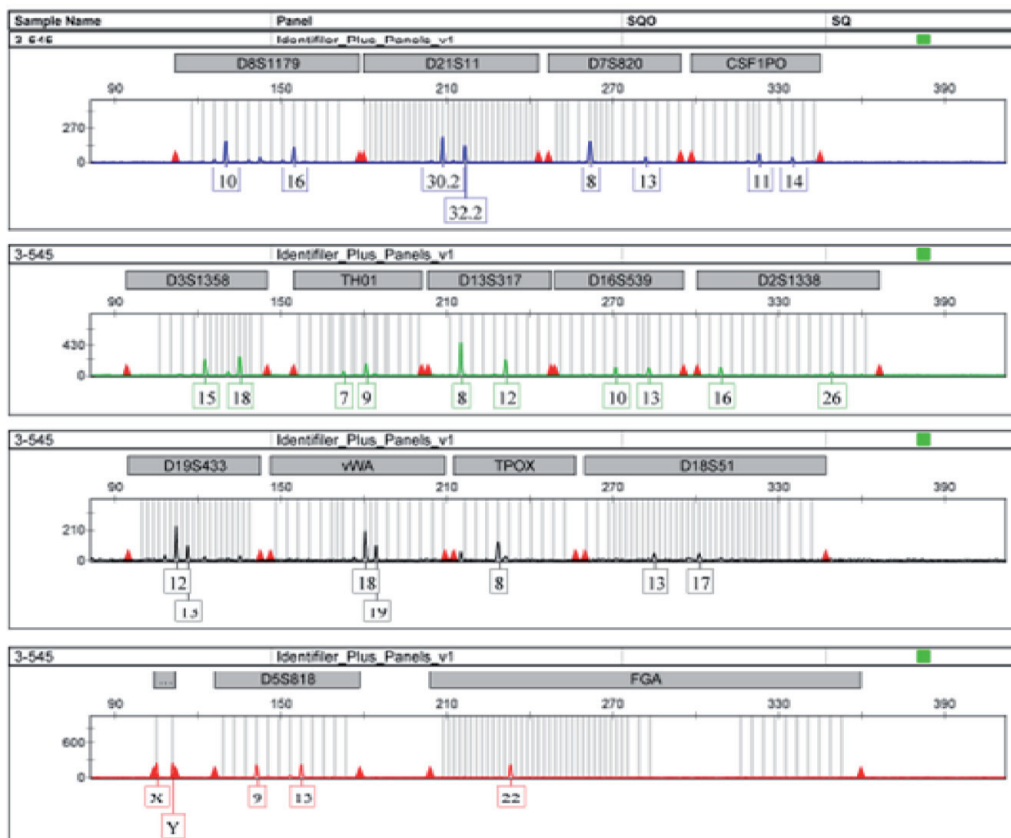 Sample Name Panel SQO SQ
Identifiler_Plus_Panels_v1
D8S1179 D21S11 D7S820 CSF1PO
90 150 210 270 330 390
270
0
10 16 30.2 8 13 11 14
32.2
3-545 Identifiler_Plus_Panels_v1
D3S1358 TH01 D13S317 D16S539 D2S1338
90 150 210 270 330 390
430
0
15 18 7 9 8 12 10 13 16 26
3-545 Identifiler_Plus_Panels_v1
D19S433 vWA TPOX D18S51
90 150 210 270 330 390
210
0
12 18 8 13 17
13 19
3-545 Identifiler_Plus_Panels_v1
... D5S818 FGA
90 150 210 270 330 390
600
0
X 9 13 22
Y